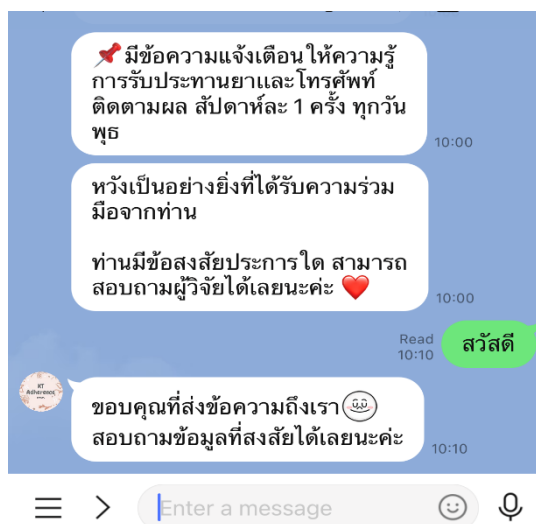 📌 มีข้อความแจ้งเตือน ให้ความรู้
การรับประทานยาและโทรศัพท์
ติดตามผล สัปดาห์ละ 1 ครั้ง ทุกวัน
พุธ
10:00
หวังเป็นอย่างยิ่งที่ได้รับความร่วม
มือจากท่าน
ท่านมีข้อสงสัยประการใด สามารถ
สอบถามผู้วิจัยได้เลยนะค่ะ ❤️
10:00
Read
10:10
สวัสดี
KT
Adherence
ขอบคุณที่ส่งข้อความถึงเรา
สอบถามข้อมูลที่สงสัยได้เลยนะค่ะ
10:10
Enter a message